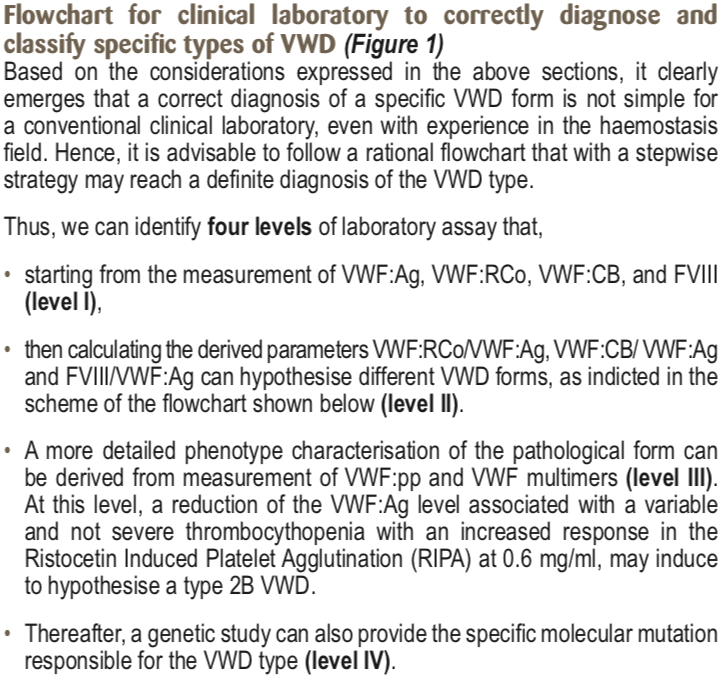 Flowchart for clinical laboratory to correctly diagnose and
classify specific types of VWD (Figure 1)
Based on the considerations expressed in the above sections, it clearly
emerges that a correct diagnosis of a specific VWD form is not simple for
a conventional clinical laboratory, even with experience in the haemostasis
field. Hence, it is advisable to follow a rational flowchart that with a stepwise
strategy may reach a definite diagnosis of the VWD type.
Thus, we can identify four levels of laboratory assay that,
• starting from the measurement of VWF:Ag, VWF:RCo, VWF:CB, and FVIII
(level I),
• then calculating the derived parameters VWF:RCo/VWF:Ag, VWF:CB/ VWF:Ag
and FVIII/VWF:Ag can hypothesise different VWD forms, as indicted in the
scheme of the flowchart shown below (level II).
• A more detailed phenotype characterisation of the pathological form can
be derived from measurement of VWF:pp and VWF multimers (level III).
At this level, a reduction of the VWF:Ag level associated with a variable
and not severe thrombocythopenia with an increased response in the
Ristocetin Induced Platelet Agglutination (RIPA) at 0.6 mg/ml, may induce
to hypothesise a type 2B VWD.
• Thereafter, a genetic study can also provide the specific molecular mutation
responsible for the VWD type (level IV).